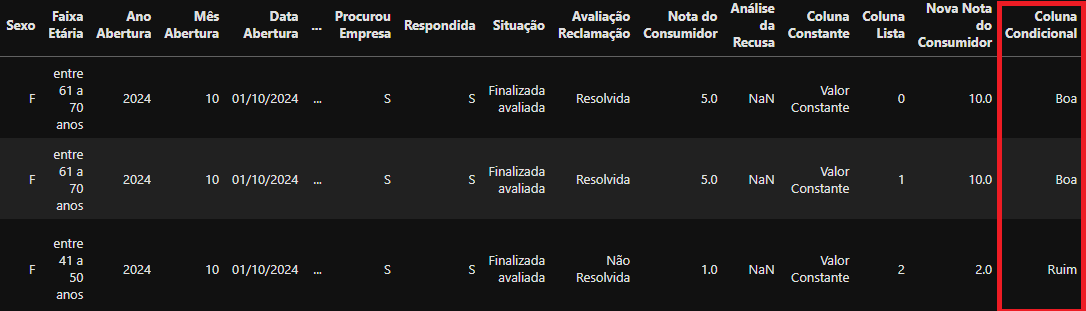 Sexo Faixa Etária Ano Abertura Mês Abertura Data Abertura ... Procurou Empresa Respondida Situação Avaliação Reclamação Nota do Consumidor Análise da Recusa Coluna Constante Coluna Lista Nova Nota do Consumidor Coluna Condicional
F entre 61 a 70 anos 2024 10 01/10/2024 ... S S Finalizada avaliada Resolvida 5.0 NaN Valor Constante 0 10.0 Boa
F entre 61 a 70 anos 2024 10 01/10/2024 ... S S Finalizada avaliada Resolvida 5.0 NaN Valor Constante 1 10.0 Boa
F entre 41 a 50 anos 2024 10 01/10/2024 ... S S Finalizada avaliada Não Resolvida 1.0 NaN Valor Constante 2 2.0 Ruim